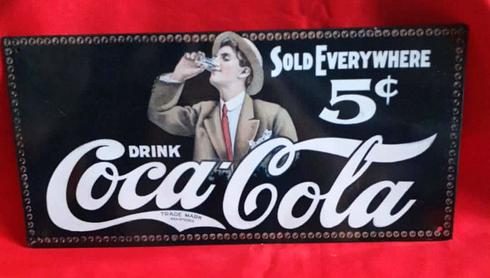 SOLD EVERYWHERE
5¢
DRINK
Coca-Cola
TRADE MARK